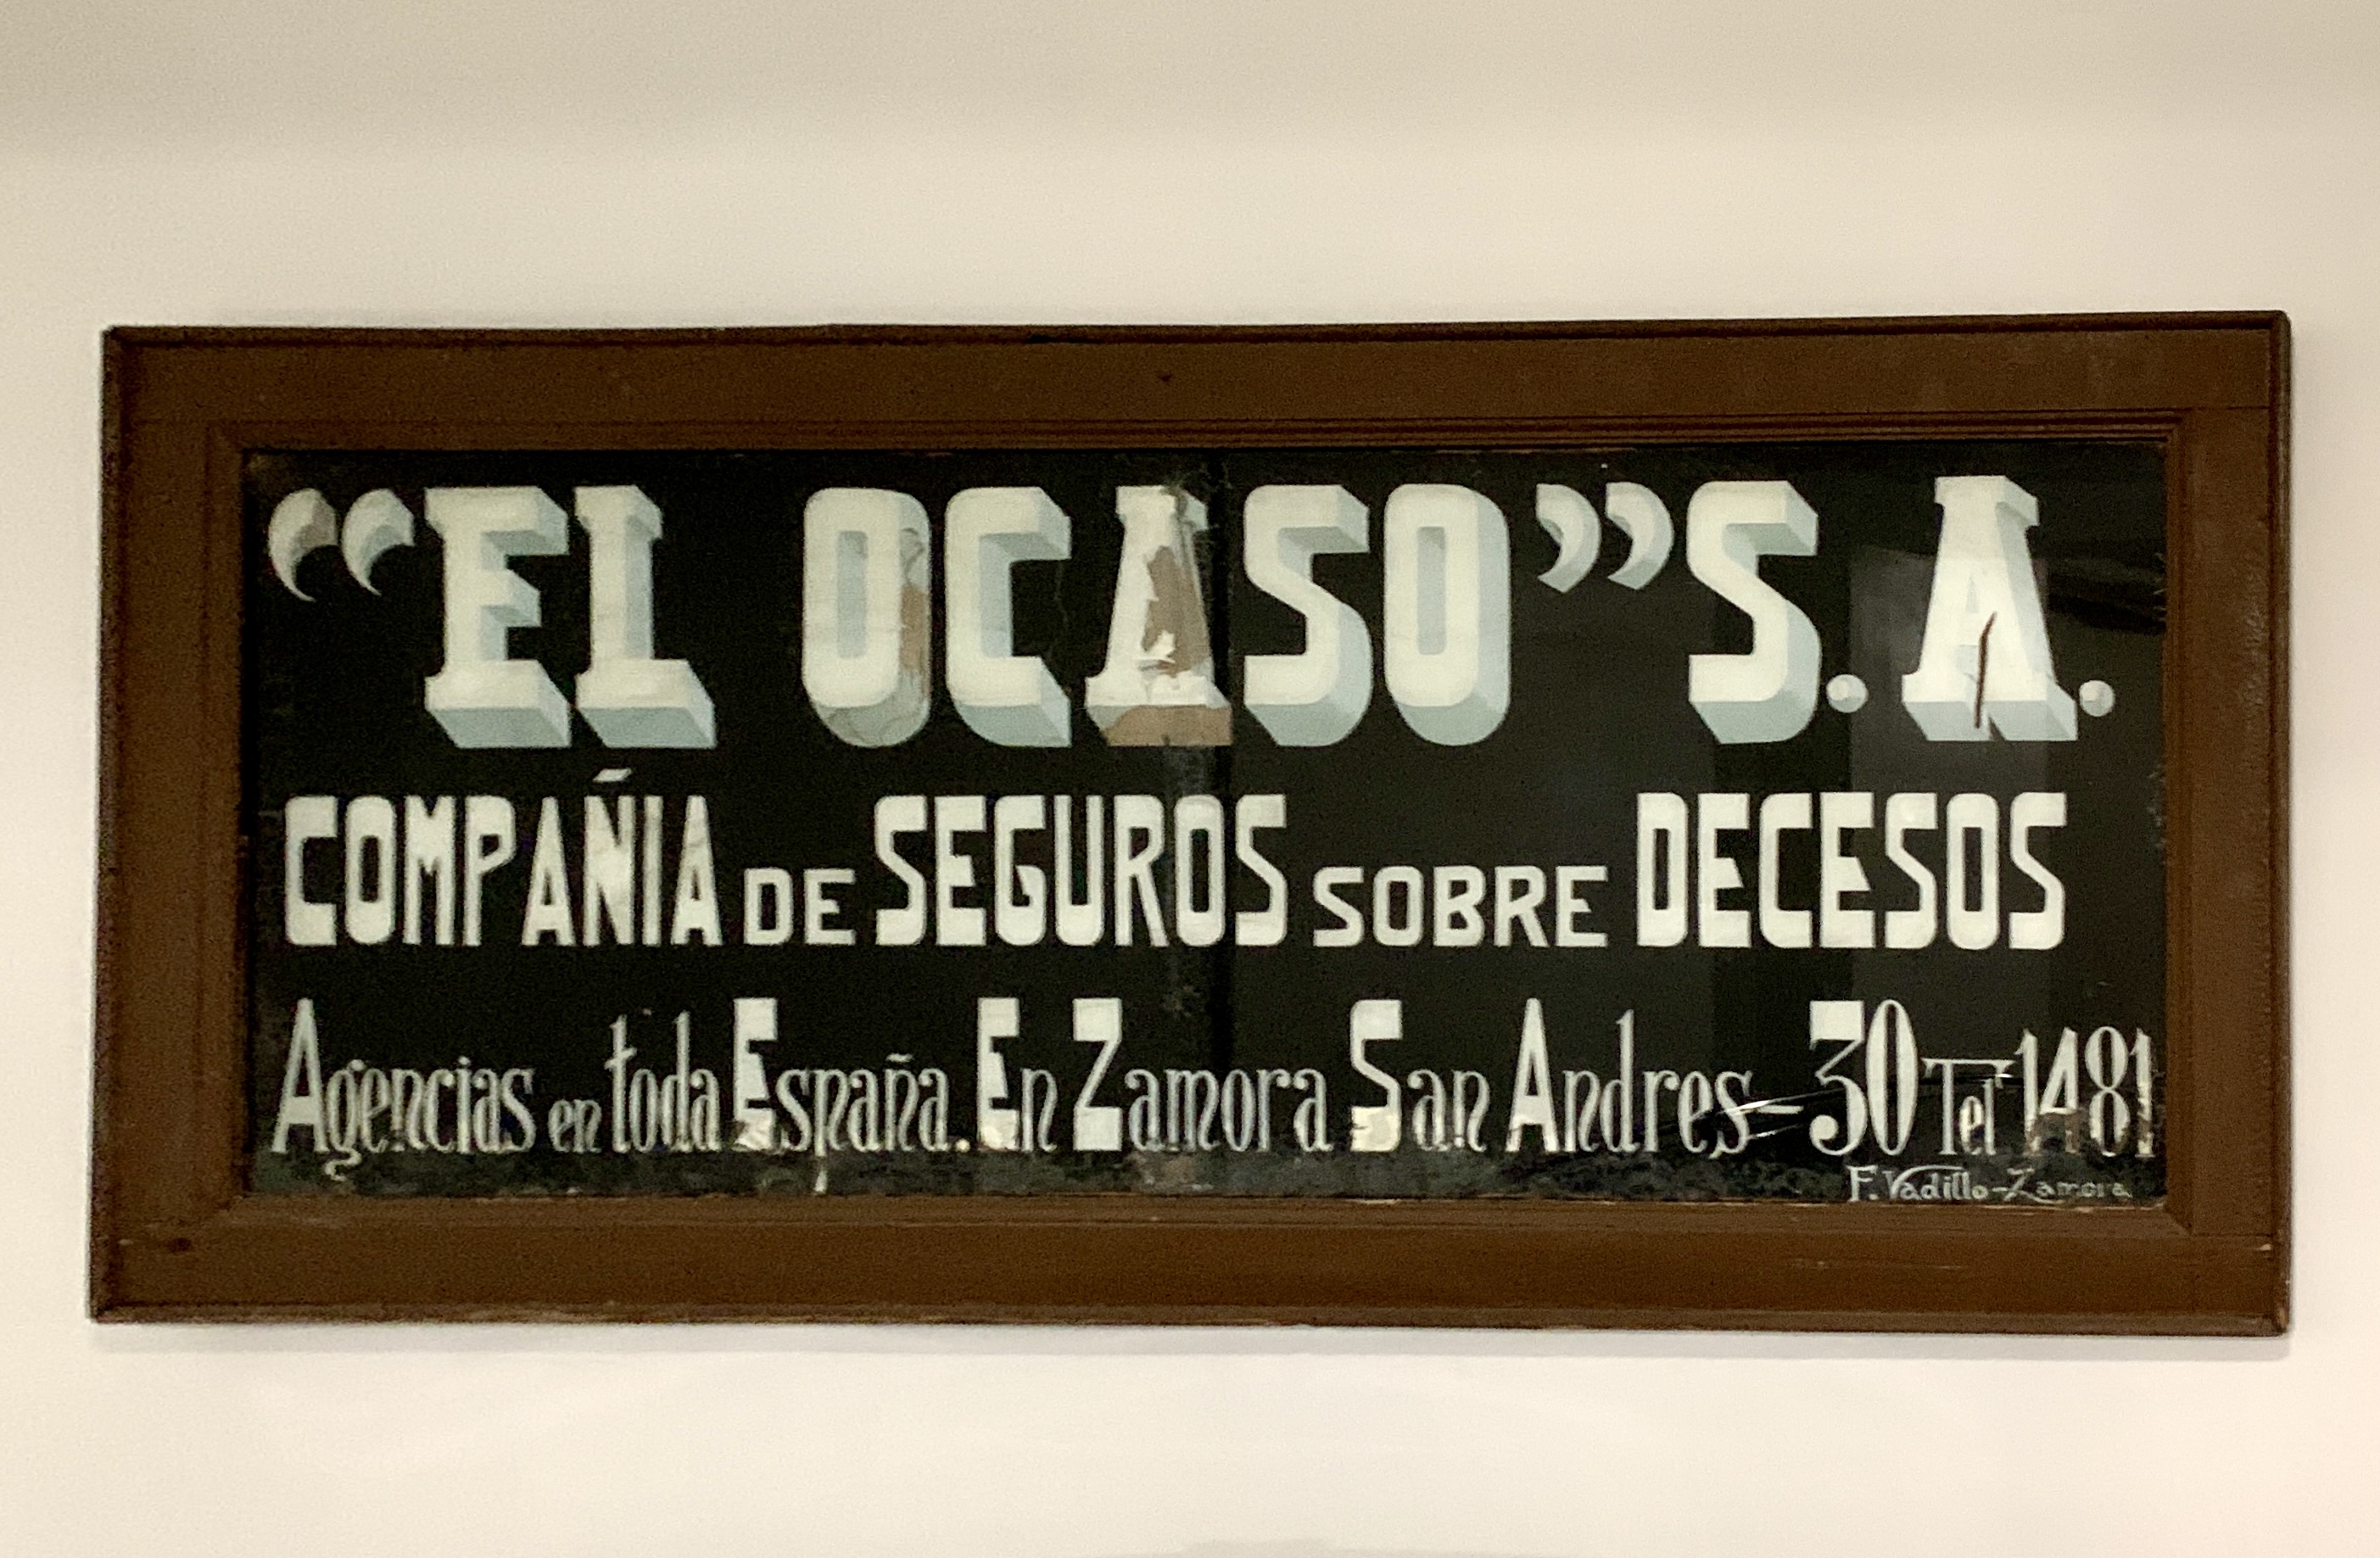 “EL OCASO” S. A.
COMPAÑIA DE SEGUROS SOBRE DECESOS
Agencias en toda España. En Zamora San Andres-30 Tel 1481
F. Vadillo-Zamora